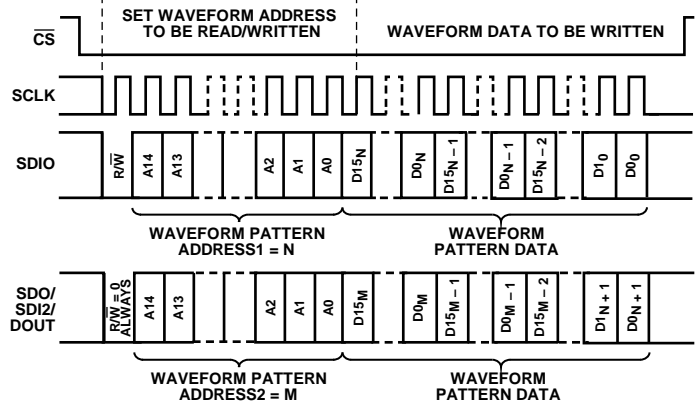 SET WAVEFORM ADDRESS
TO BE READ/WRITTEN
WAVEFORM DATA TO BE WRITTEN
CS
SCLK
SDIO
R/W
A14
A13
A2
A1
A0
D15N
D0N
D15N – 1
D0N – 1
D15N – 2
D10
D00
WAVEFORM PATTERN
ADDRESS1 = N
WAVEFORM
PATTERN DATA
SDO/
SDI2/
DOUT
R/W = 0
ALWAYS
A14
A13
A2
A1
A0
D15M
D0M
D15M – 1
D0M – 1
D15M – 2
D1N + 1
D0N + 1
WAVEFORM PATTERN
ADDRESS2 = M
WAVEFORM
PATTERN DATA